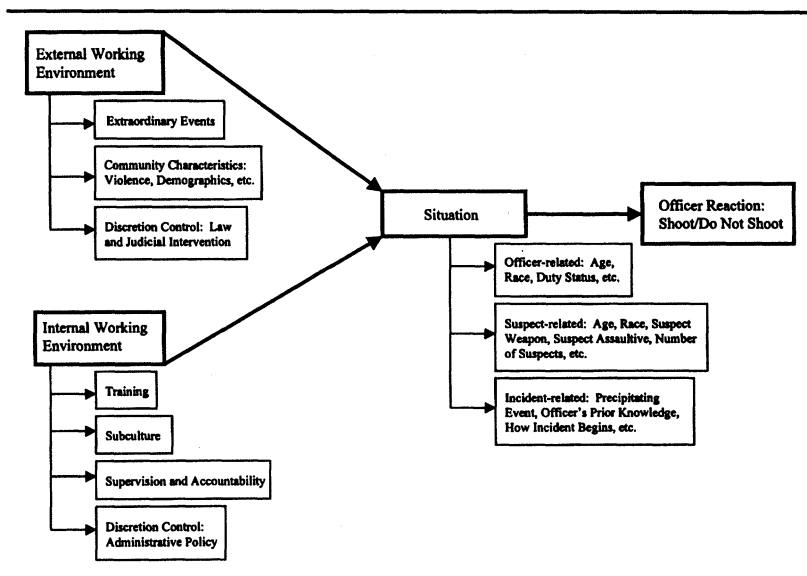 External Working
Environment
Extraordinary Events
Community Characteristics:
Violence, Demographics, etc.
Discretion Control: Law
and Judicial Intervention
Situation
Officer Reaction:
Shoot/Do Not Shoot
Officer-related: Age,
Race, Duty Status, etc.
Suspect-related: Age, Race, Suspect
Weapon, Suspect Assaultive, Number
of Suspects, etc.
Incident-related: Precipitating
Event, Officer's Prior Knowledge,
How Incident Begins, etc.
Internal Working
Environment
Training
Subculture
Supervision and Accountability
Discretion Control:
Administrative Policy